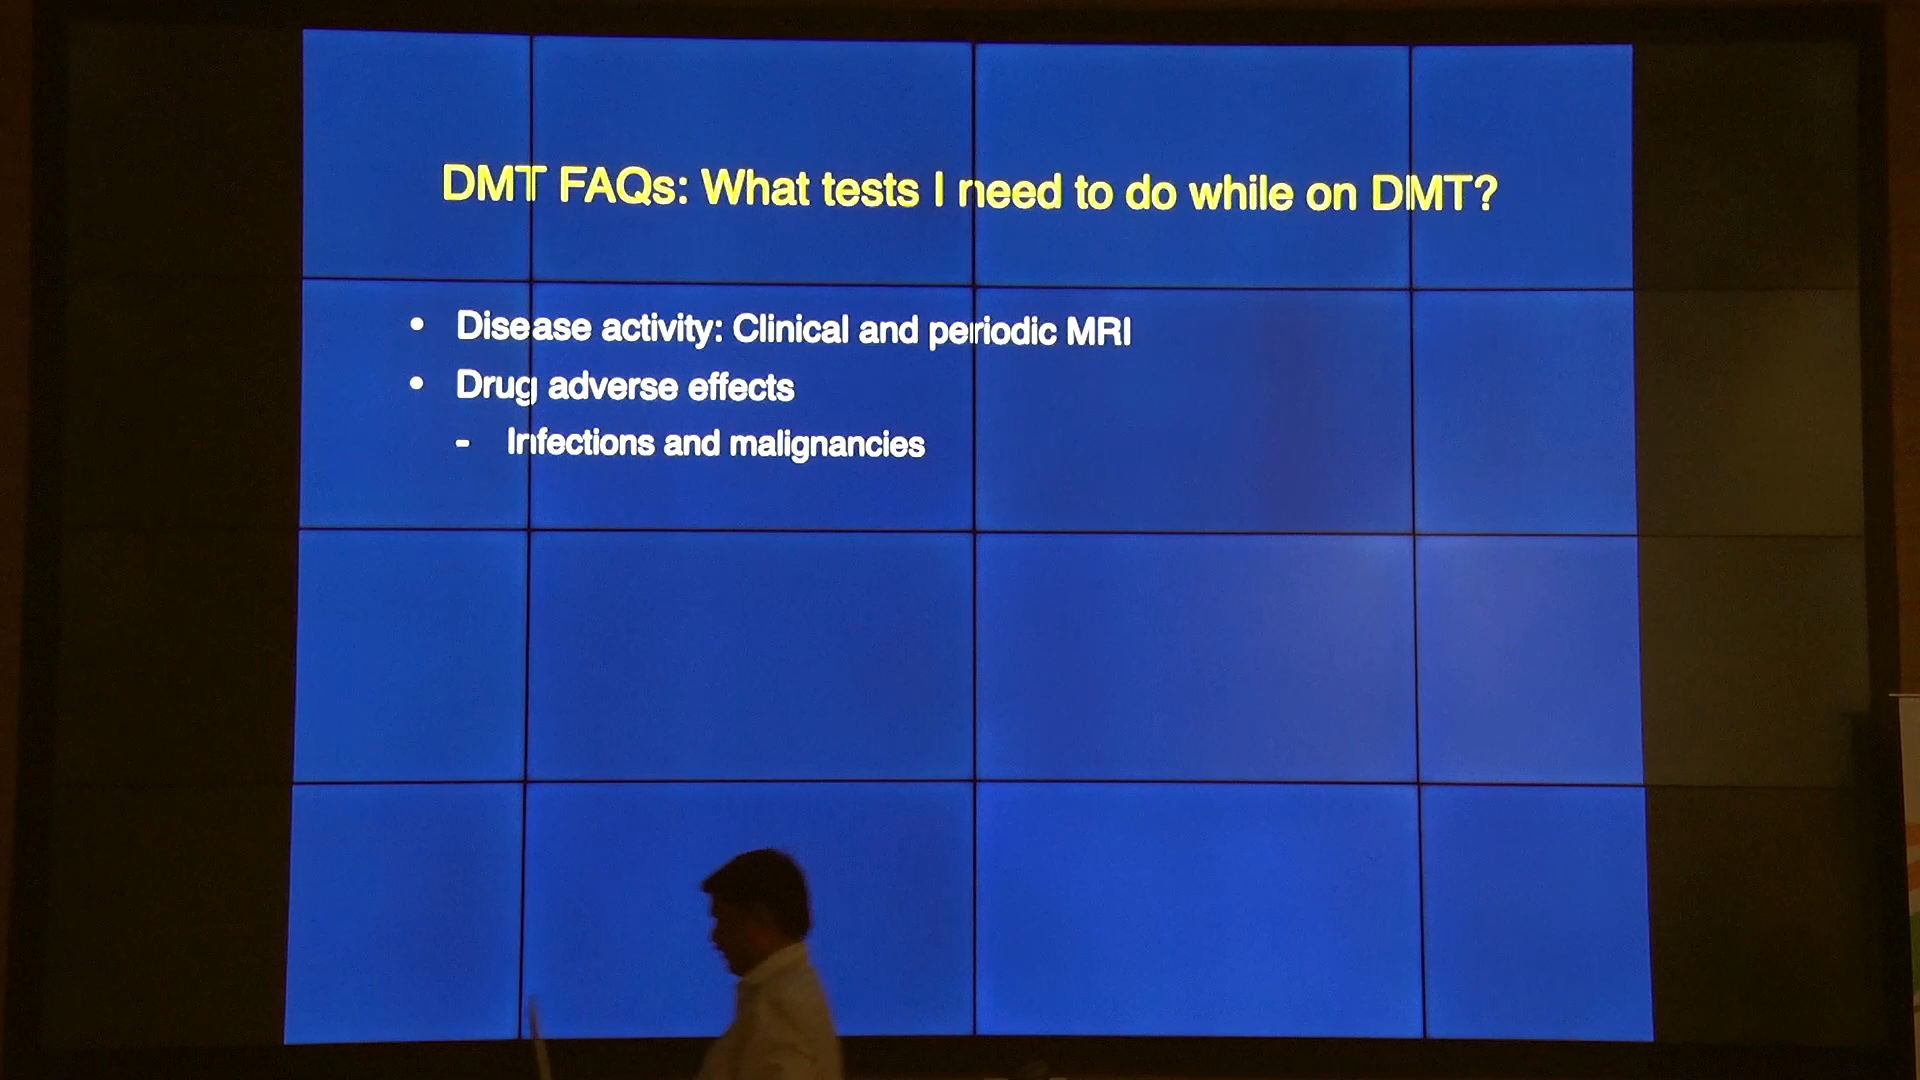 DMT FAQs: What tests I need to do while on DMT?
• Disease activity: Clinical and periodic MRI
• Drug adverse effects
- Infections and malignancies